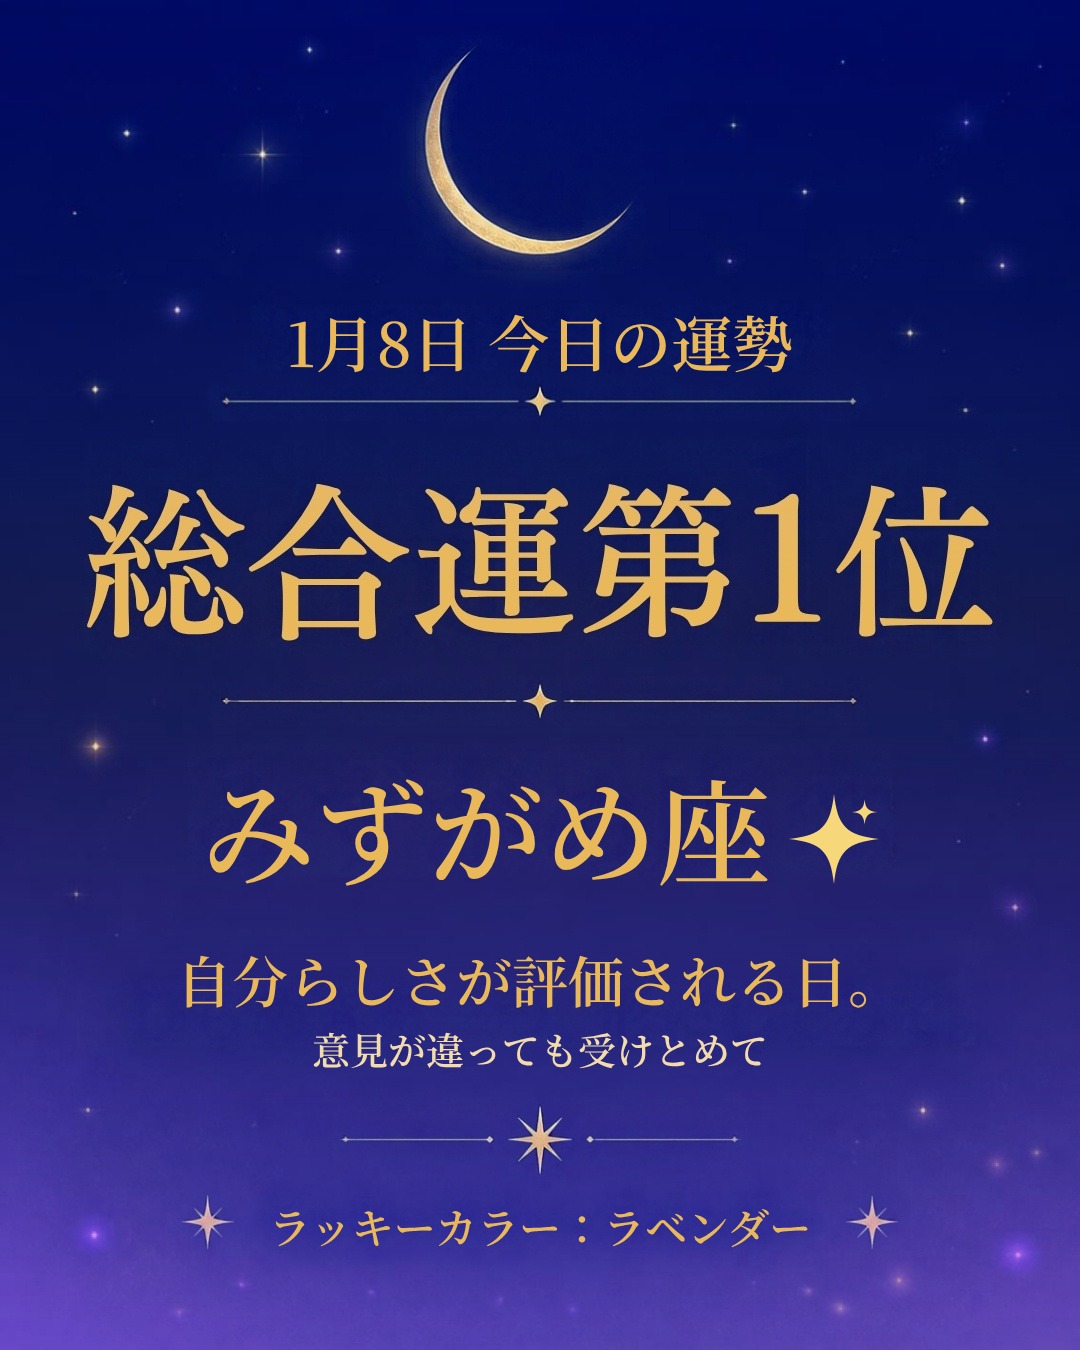 1月8日 今日の運勢
総合運第1位
みずがめ座✨
自分らしさが評価される日。
意見が違っても受けとめて
ラッキーカラー：ラベンダー